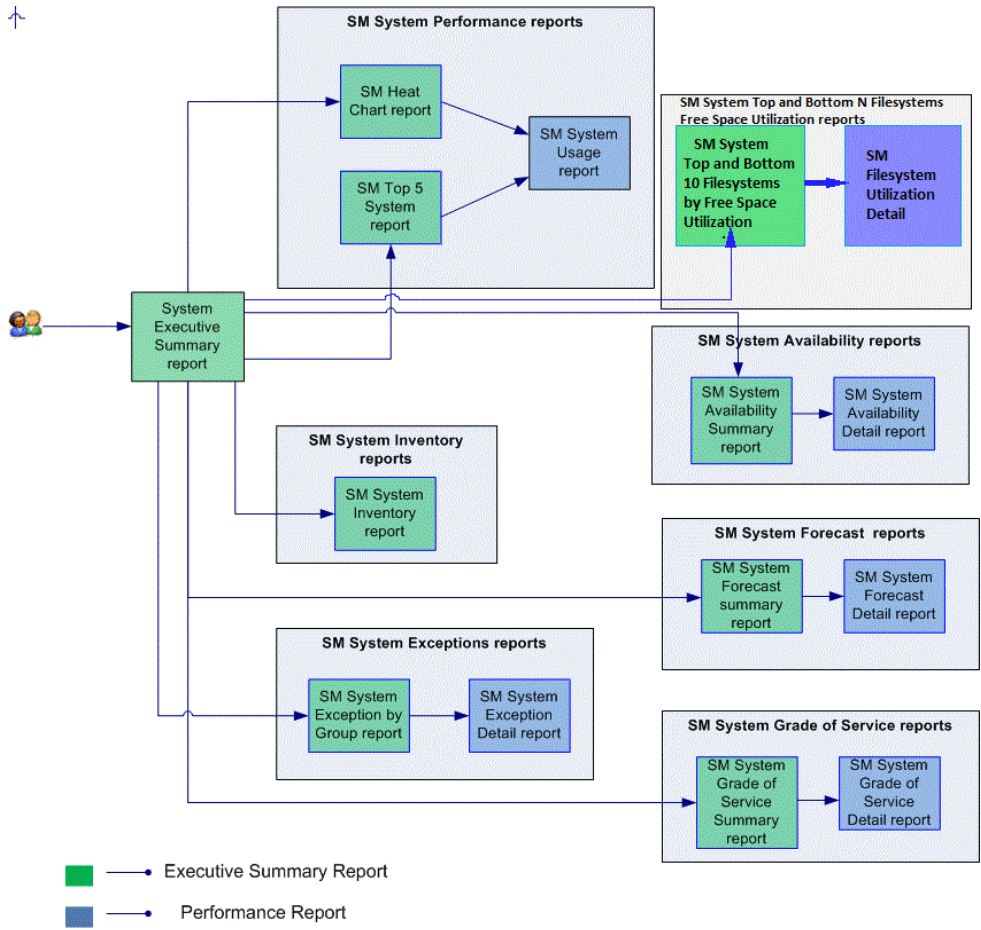 SM System Performance reports
SM Heat
Chart report
SM System
Usage
report
SM Top 5
System
report
SM System Top and Bottom N Filesystems
Free Space Utilization reports
SM System
Top and Bottom
10 Filesystems
by Free Space
Utilization
.
SM
Filesystem
Utilization
Detail
System
Executive
Summary
report
SM System Availability reports
SM System
Availability
Summary
report
SM System
Availability
Detail report
SM System Inventory
reports
SM System
Inventory
report
SM System Forecast reports
SM System
Forecast
summary
report
SM System
Forecast
Detail report
SM System Exceptions reports
SM System
Exception by
Group report
SM System
Exception
Detail report
SM System Grade of Service reports
SM System
Grade of
Service
Summary
report
SM System
Grade of
Service
Detail report
Executive Summary Report
Performance Report